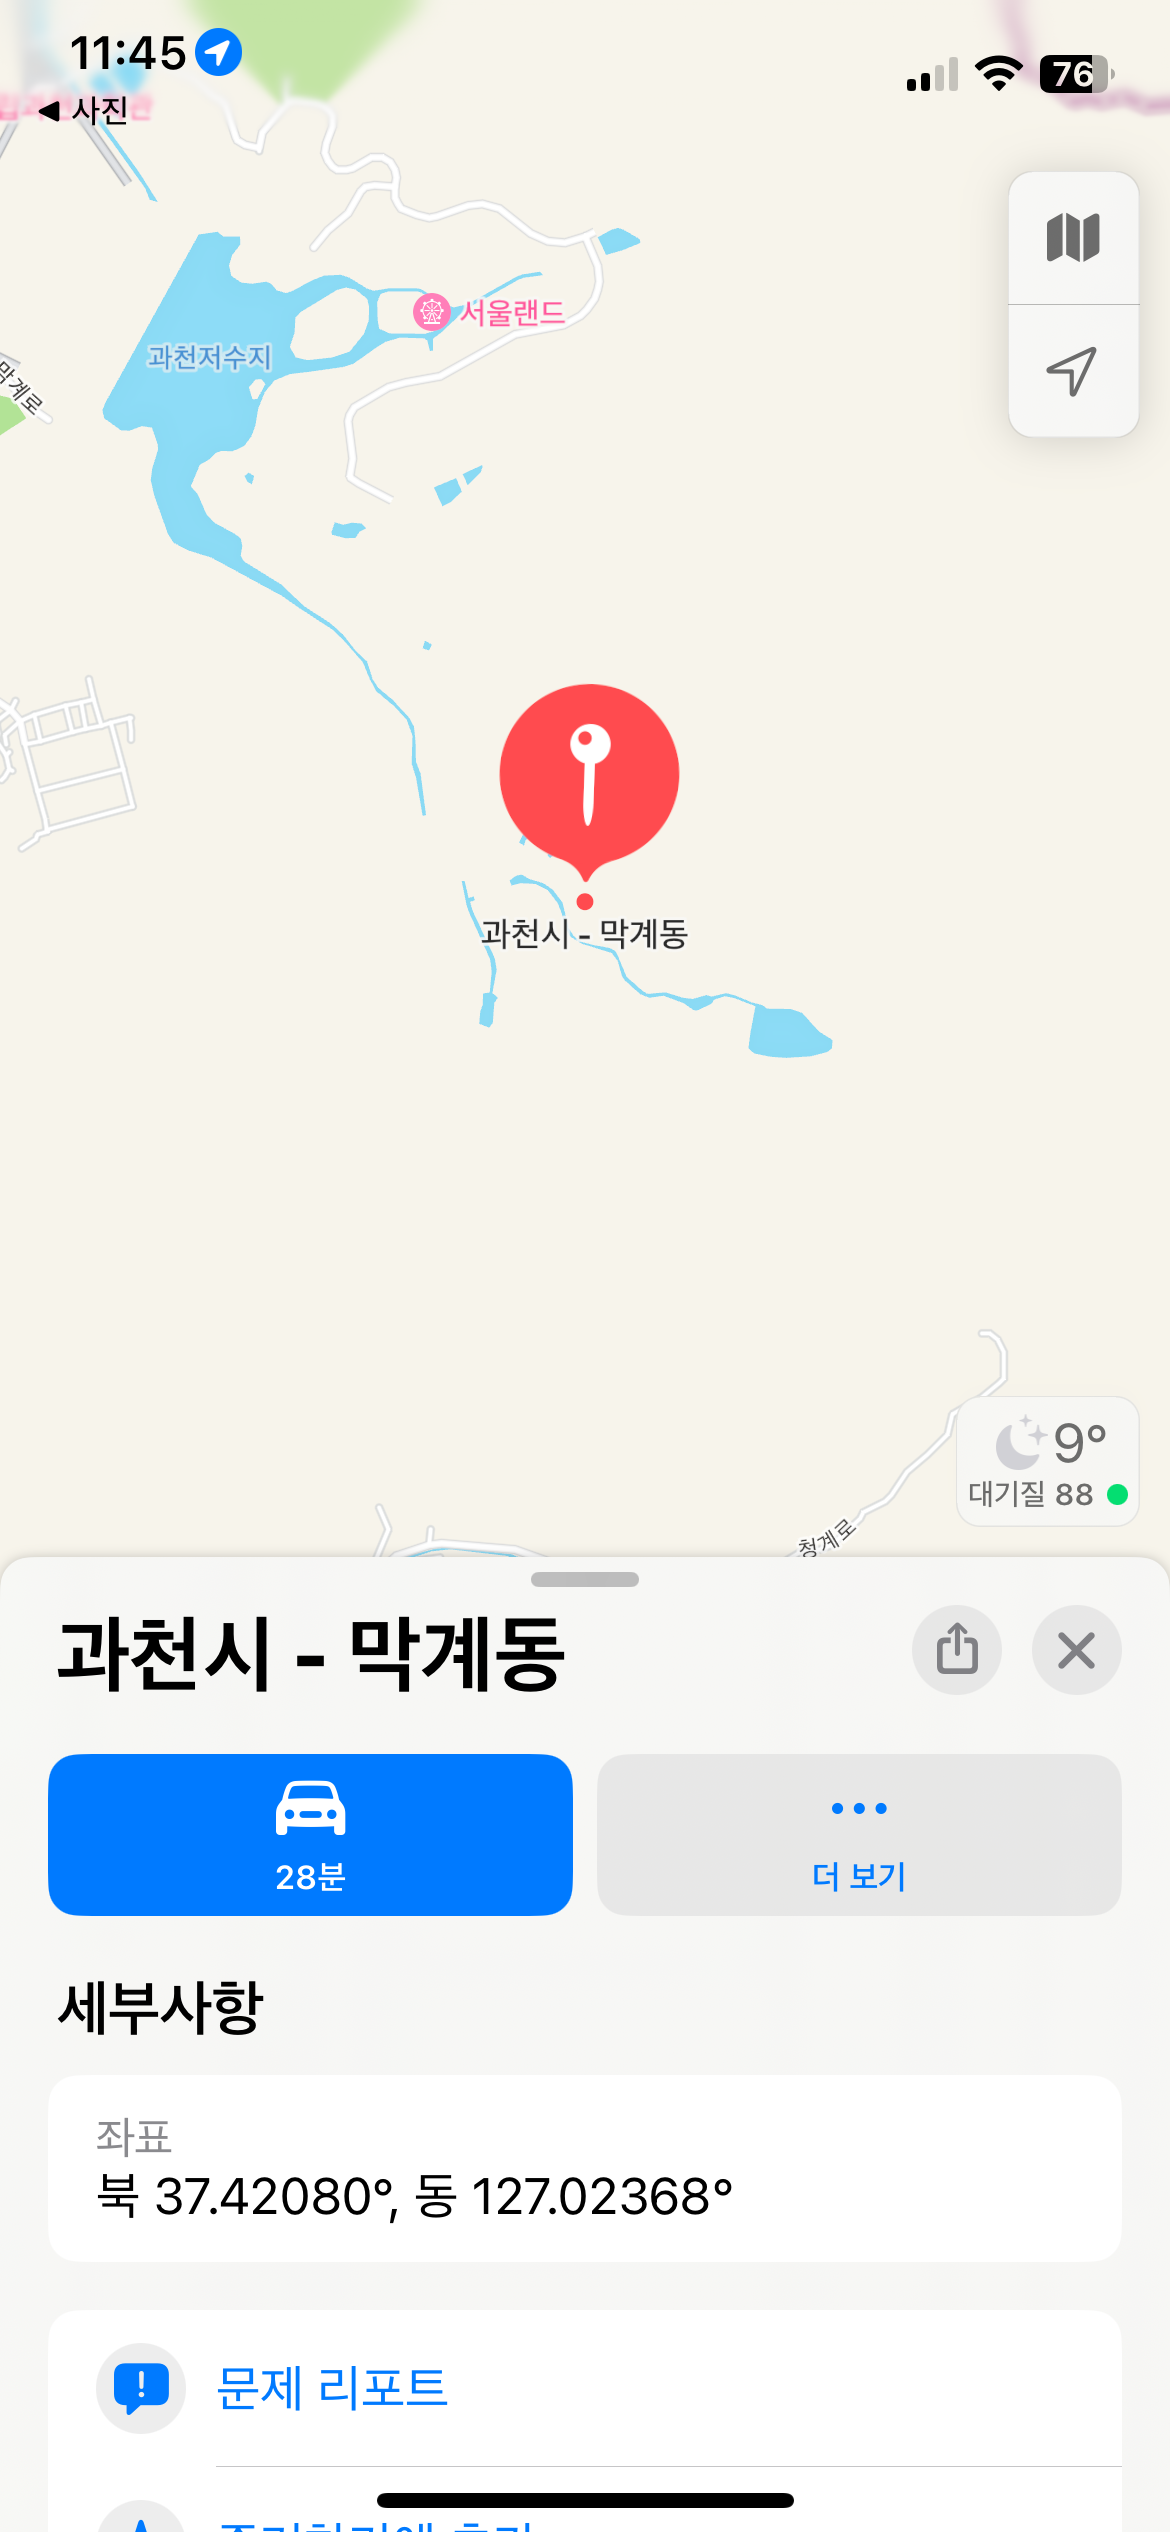 11:45
76
◀ 사진
서울랜드
과천저수지
막계로
과천시 - 막계동
9°
대기질 88
청계로
과천시 - 막계동
28분
더 보기
세부사항
좌표
북 37.42080°, 동 127.02368°
문제 리포트